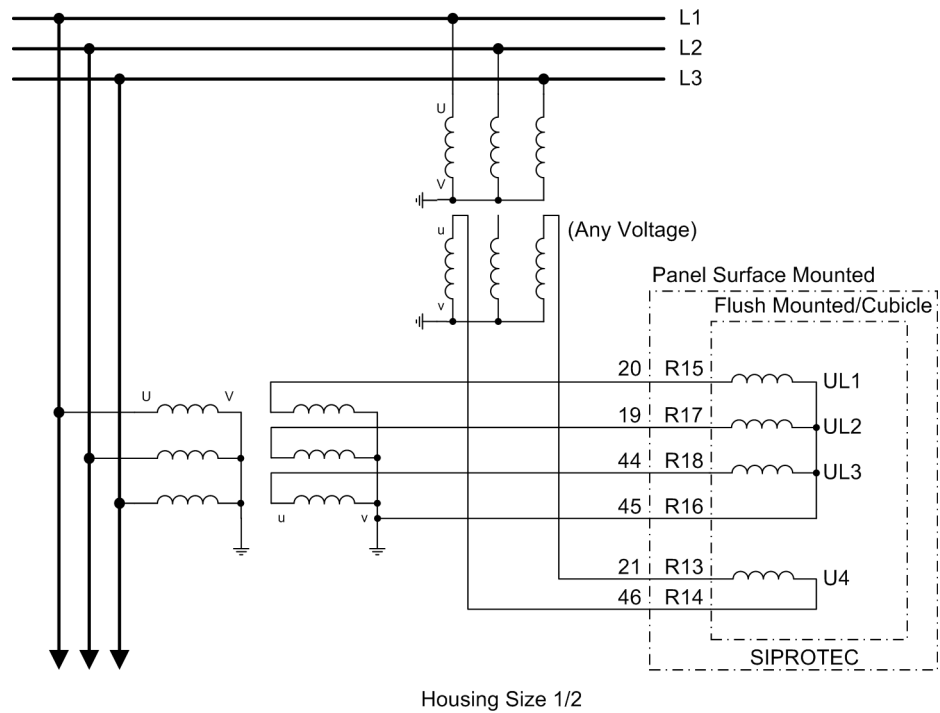 L1
L2
L3
U
V
u
(Any Voltage)
v
Panel Surface Mounted
Flush Mounted/Cubicle
20 R15 UL1
U V
19 R17 UL2
44 R18 UL3
45 R16
u v
21 R13 U4
46 R14
SIPROTEC
Housing Size 1/2